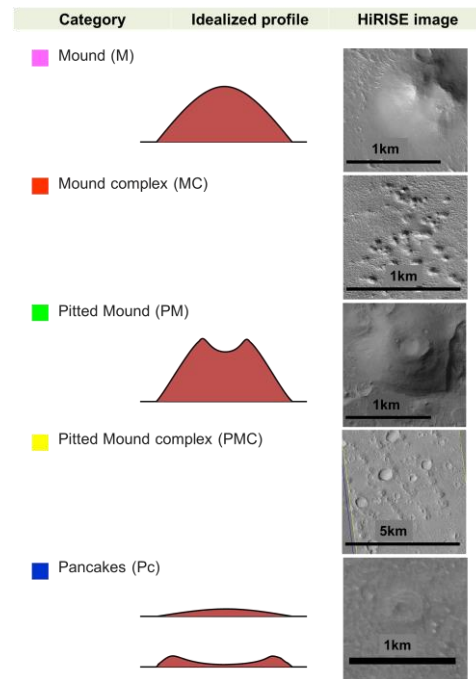 Category Idealized profile HiRISE image
Mound (M)
1km
Mound complex (MC)
1km
Pitted Mound (PM)
1km
Pitted Mound complex (PMC)
5km
Pancakes (Pc)
1km